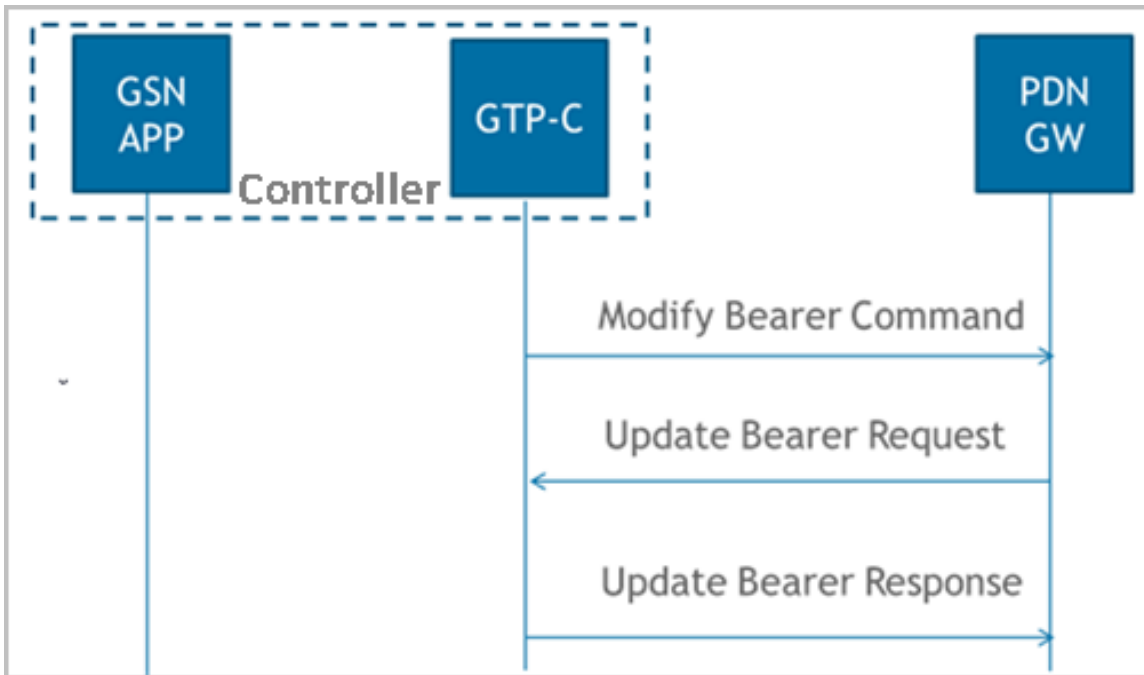 GSN
APP
GTP-C
PDN
GW
Controller
Modify Bearer Command
Update Bearer Request
Update Bearer Response